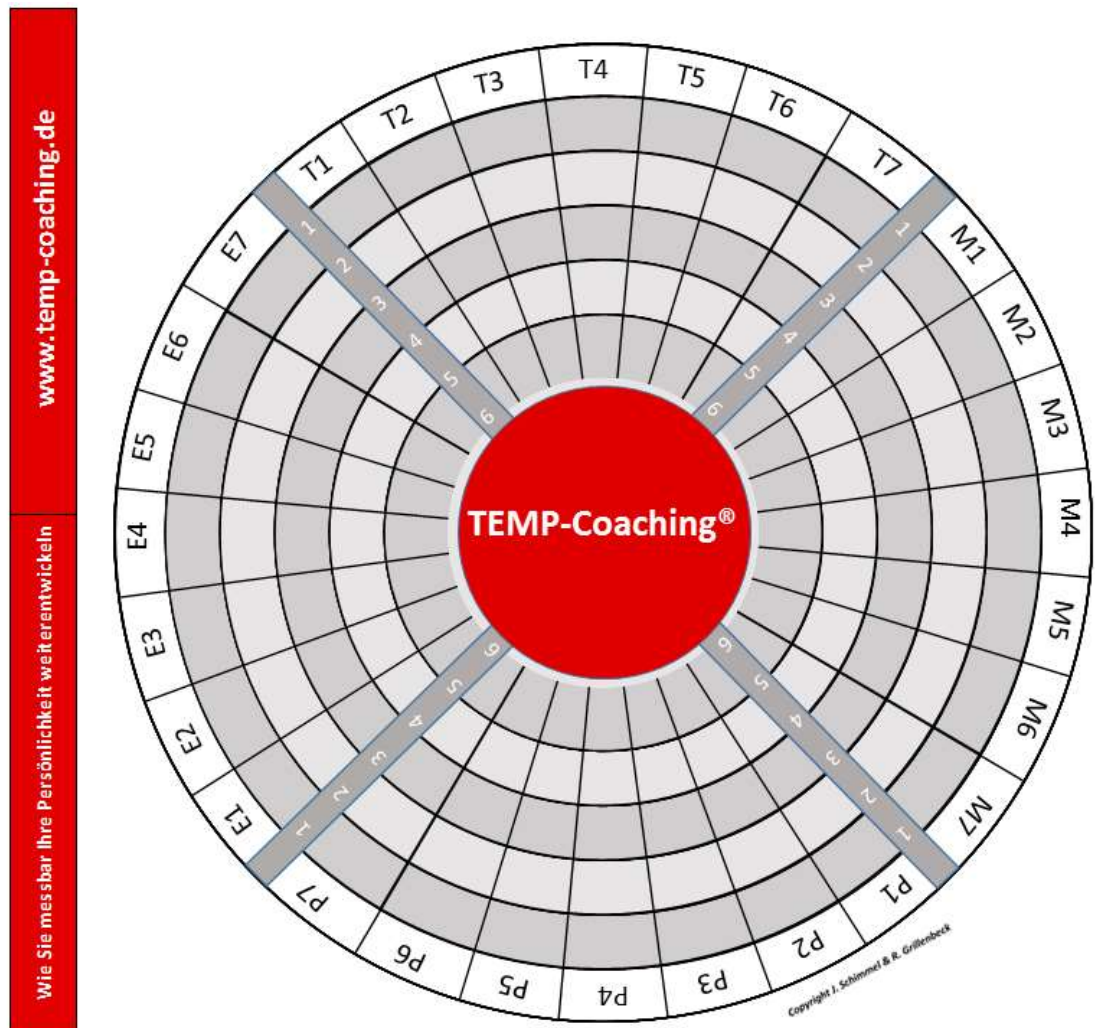 www.temp-coaching.de
Wie Sie messbar Ihre Persönlichkeit weiterentwickeln
T1
T2
T3
T4
T5
T6
T7
M1
M2
M3
M4
M5
M6
M7
P1
P2
P3
P4
P5
P6
P7
E1
E2
E3
E4
E5
E6
E7
1 2 3 4 5 6
1 2 3 4 5 6
1 2 3 4 5 6
1 2 3 4 5 6
TEMP-Coaching®
Copyright J. Schimmel & R. Grillenbeck